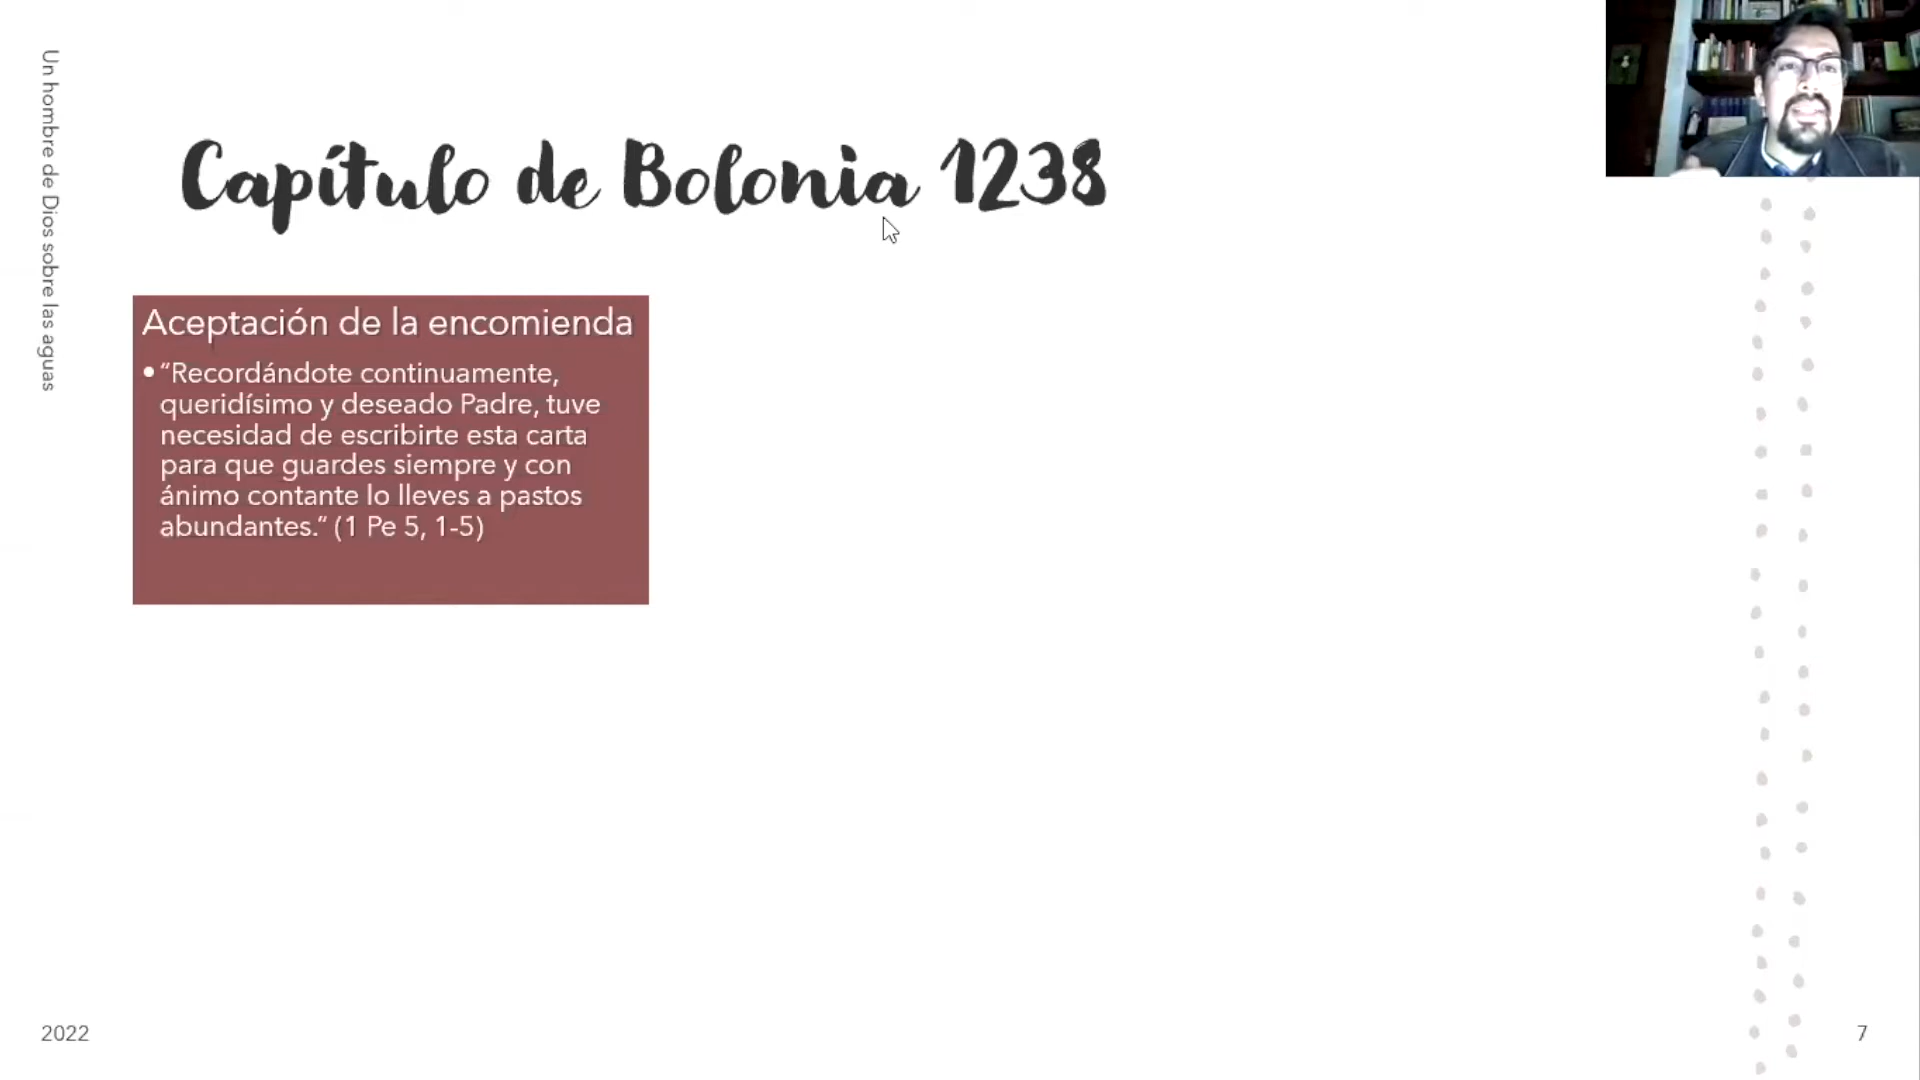 Un hombre de Dios sobre las aguas
Capítulo de Bolonia 1238
Aceptación de la encomienda
• “Recordándote continuamente,
queridísimo y deseado Padre, tuve
necesidad de escribirte esta carta
para que guardes siempre y con
ánimo contante lo lleves a pastos
abundantes.” (1 Pe 5, 1-5)
2022
7